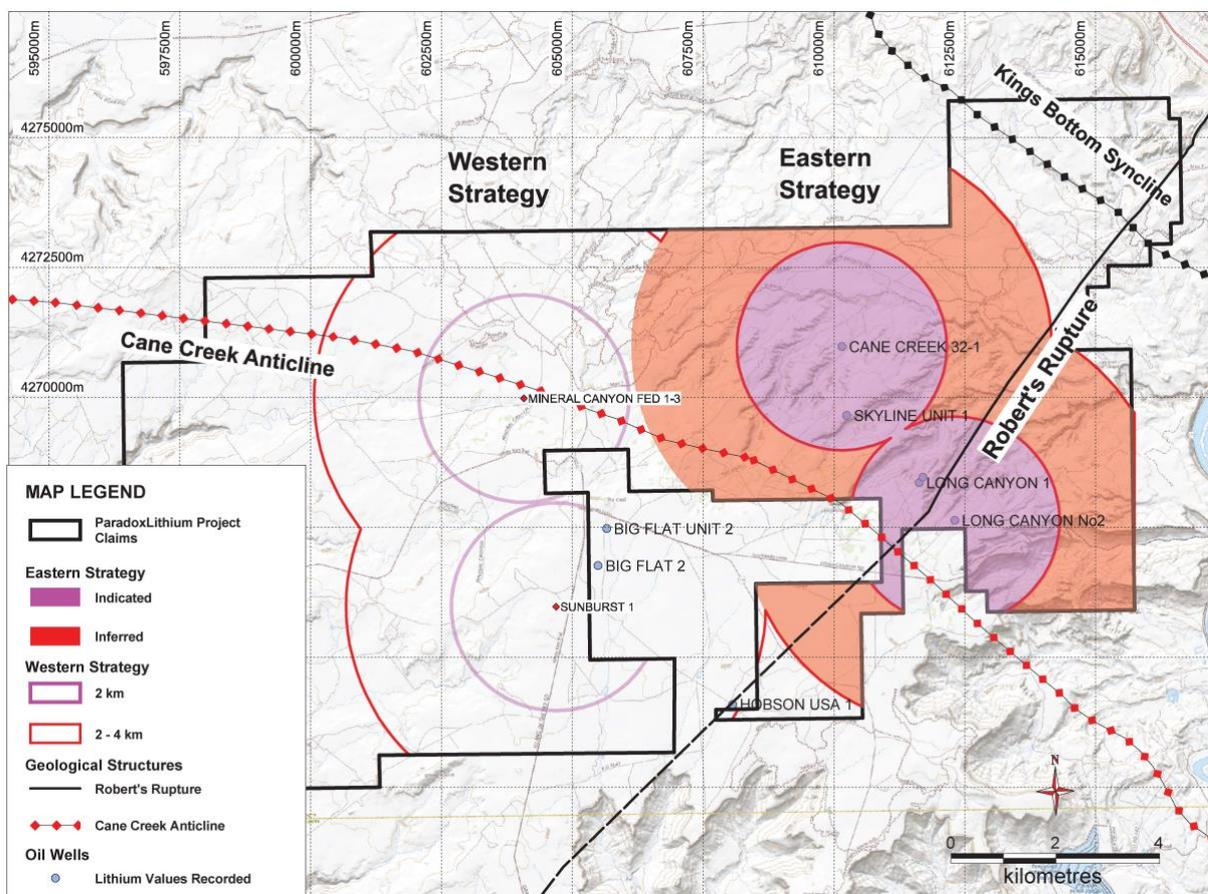 595000m
597500m
600000m
602500m
605000m
607500m
610000m
612500m
615000m
4275000m
4272500m
4270000m
Western
Strategy
Eastern
Strategy
Kings Bottom Syncline
Cane Creek Anticline
Robert's Rupture
CANE CREEK 32-1
MINERAL CANYON FED 1-3
SKYLINE UNIT 1
LONG CANYON 1
LONG CANYON No2
BIG FLAT UNIT 2
BIG FLAT 2
SUNBURST 1
HOBSON USA 1
MAP LEGEND
ParadoxLithium Project
Claims
Eastern Strategy
Indicated
Inferred
Western Strategy
2 km
2 - 4 km
Geological Structures
Robert's Rupture
Cane Creek Anticline
Oil Wells
Lithium Values Recorded
N
0 2 4
kilometres